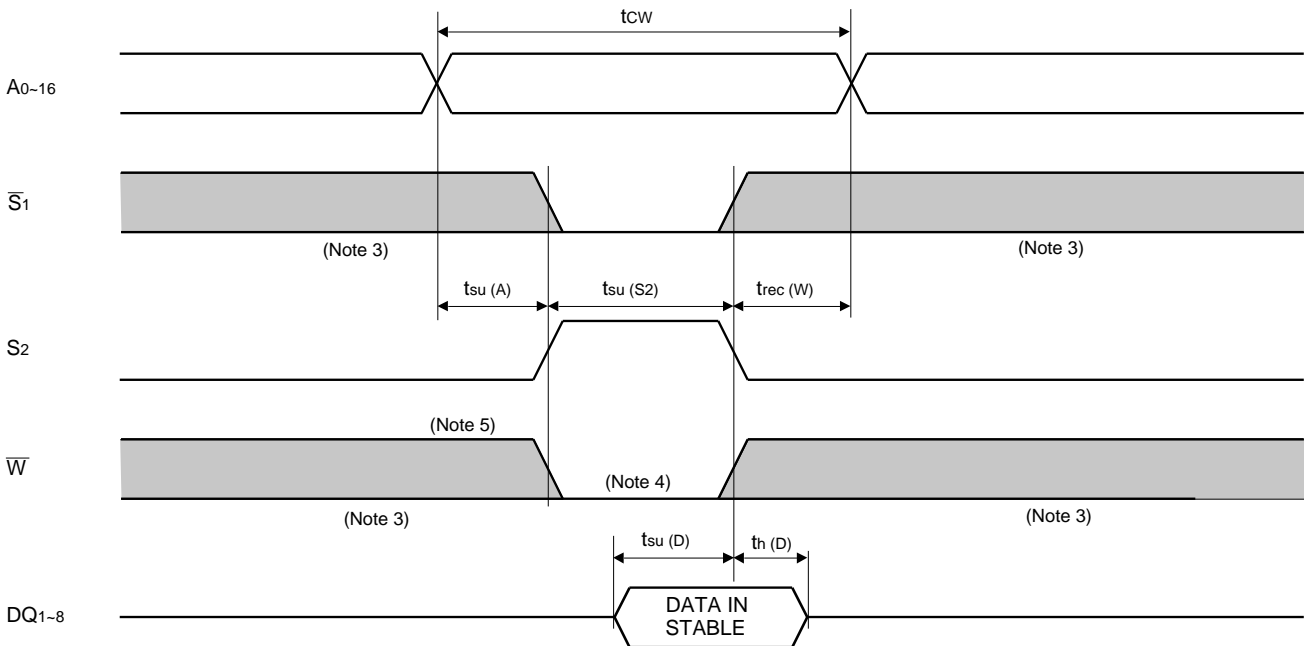 tCW
A0~16
S1
(Note 3) (Note 3)
tsu (A) tsu (S2) trec (W)
S2
(Note 5)
W
(Note 4)
(Note 3) (Note 3)
tsu (D) th (D)
DQ1~8
DATA IN
STABLE